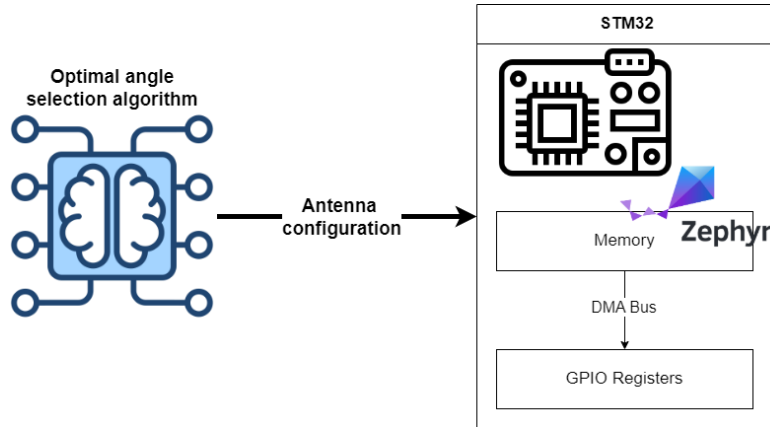 Optimal angle
selection algorithm
Antenna
configuration
STM32
Memory
Zephyr
DMA Bus
GPIO Registers